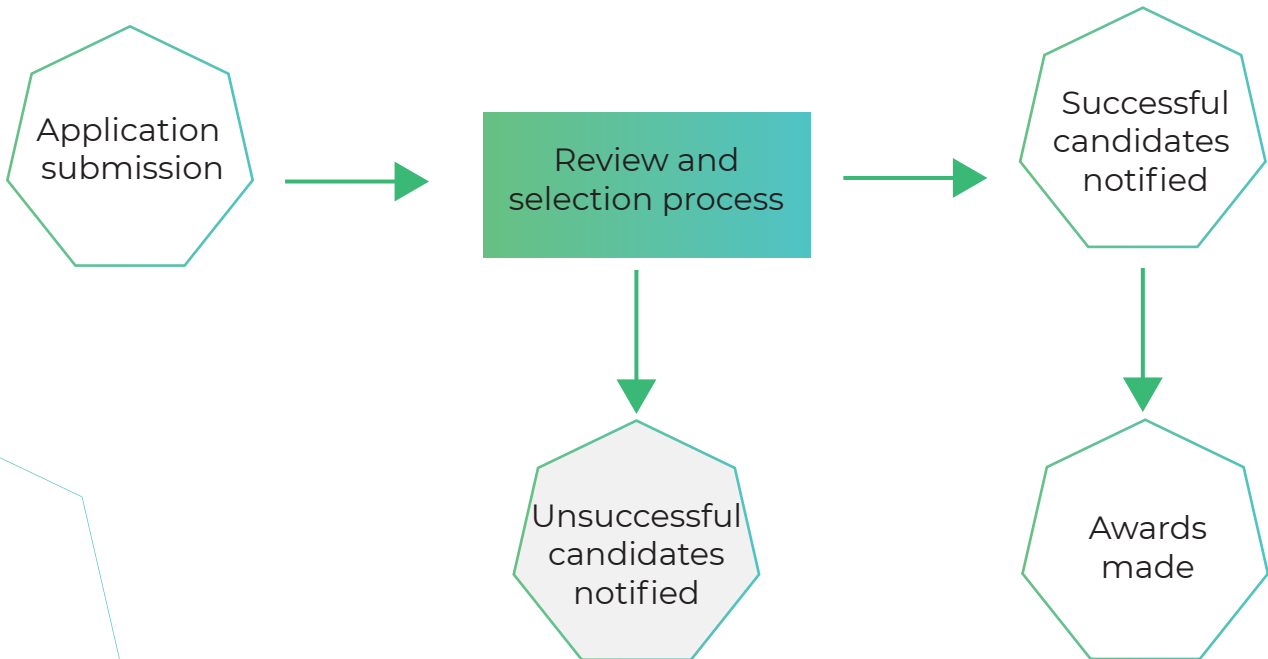 Application
submission
Review and
selection process
Successful
candidates
notified
Unsuccessful
candidates
notified
Awards
made